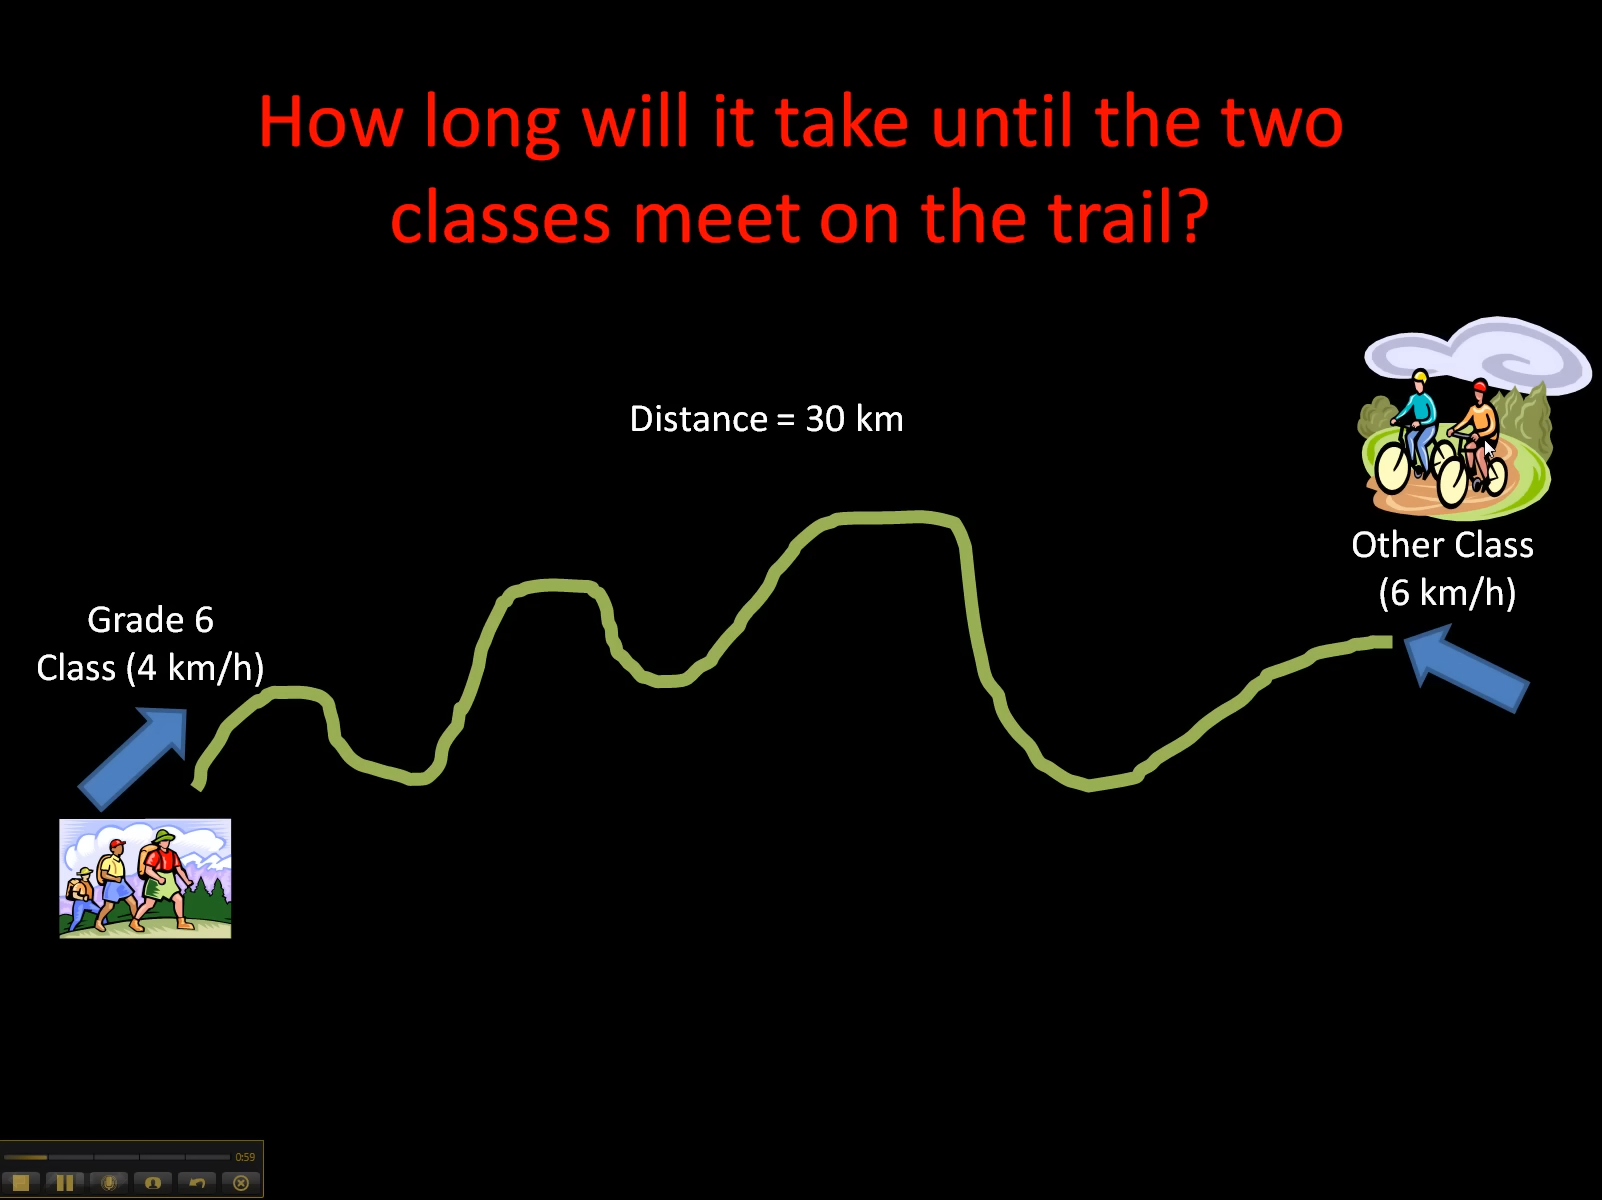 How long will it take until the two
classes meet on the trail?
Distance = 30 km
Other Class
(6 km/h)
Grade 6
Class (4 km/h)
0:59